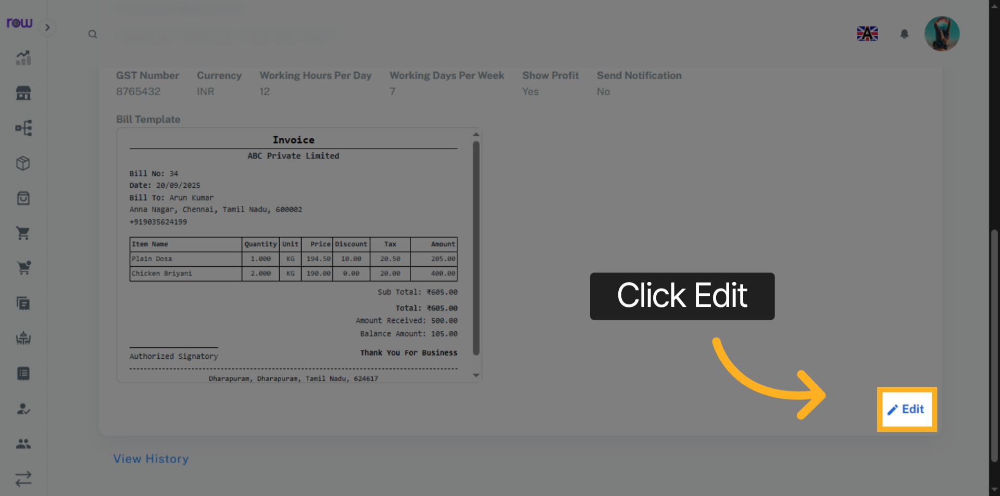 row
A
GST Number Currency Working Hours Per Day Working Days Per Week Show Profit Send Notification
8765432 INR 12 7 Yes No
Bill Template
Invoice
ABC Private Limited
Bill No: 34
Date: 20/09/2025
Bill To: Arun Kumar
Anna Nagar, Chennai, Tamil Nadu, 600002
+919035624199
Item Name Quantity Unit Price Discount Tax Amount
Plain Dosa 1.000 KG 194.50 10.00 20.50 205.00
Chicken Briyani 2.000 KG 190.00 0.00 20.00 400.00
Sub Total: ₹605.00
Total: ₹605.00
Amount Received: 500.00
Balance Amount: 105.00
Authorized Signatory
Thank You For Business
Dharapuram, Dharapuram, Tamil Nadu, 624617
Click Edit
Edit
View History